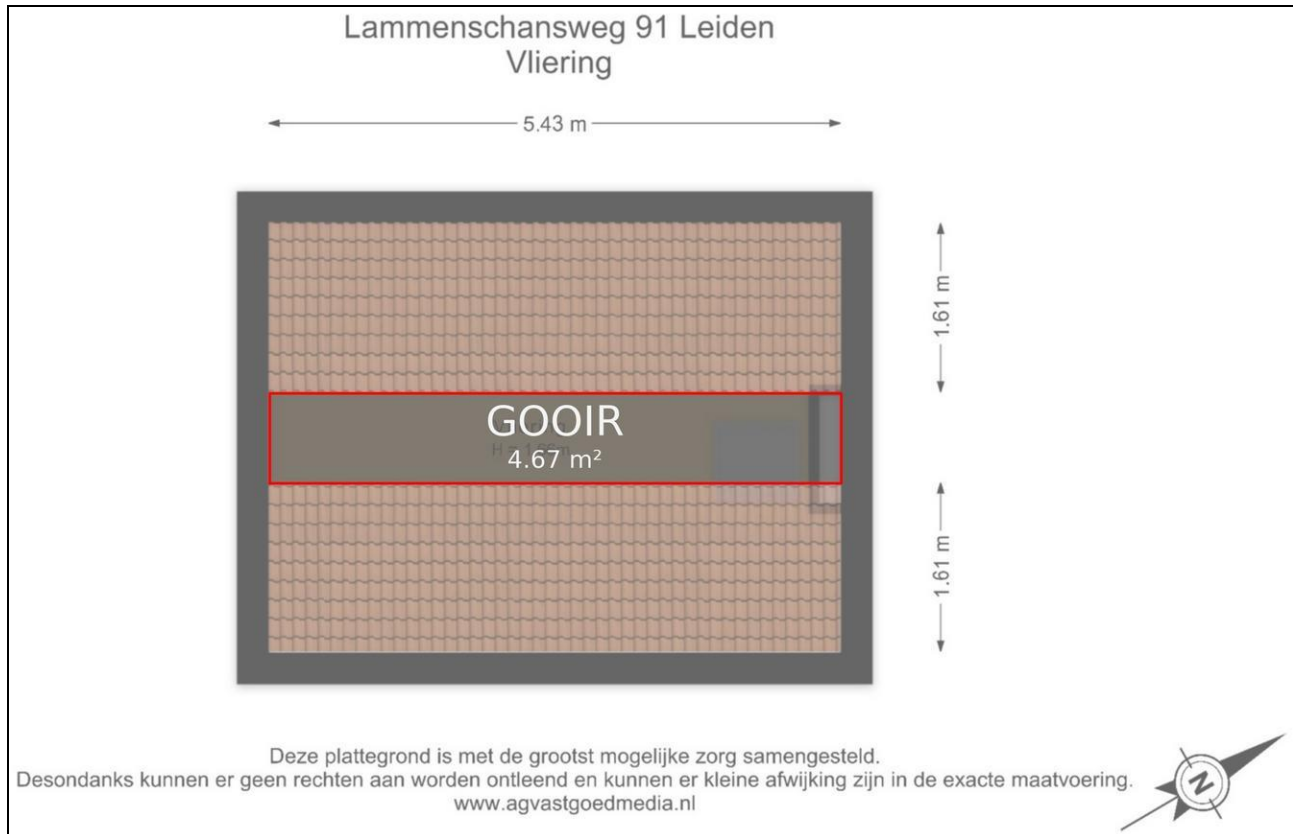 Lammenschansweg 91 Leiden
Vliering
5.43 m
1.61 m
GOOIR
4.67 m²
1.61 m
Deze plattegrond is met de grootst mogelijke zorg samengesteld.
Desondanks kunnen er geen rechten aan worden ontleend en kunnen er kleine afwijking zijn in de exacte maatvoering.
www.agvastgoedmedia.nl
N